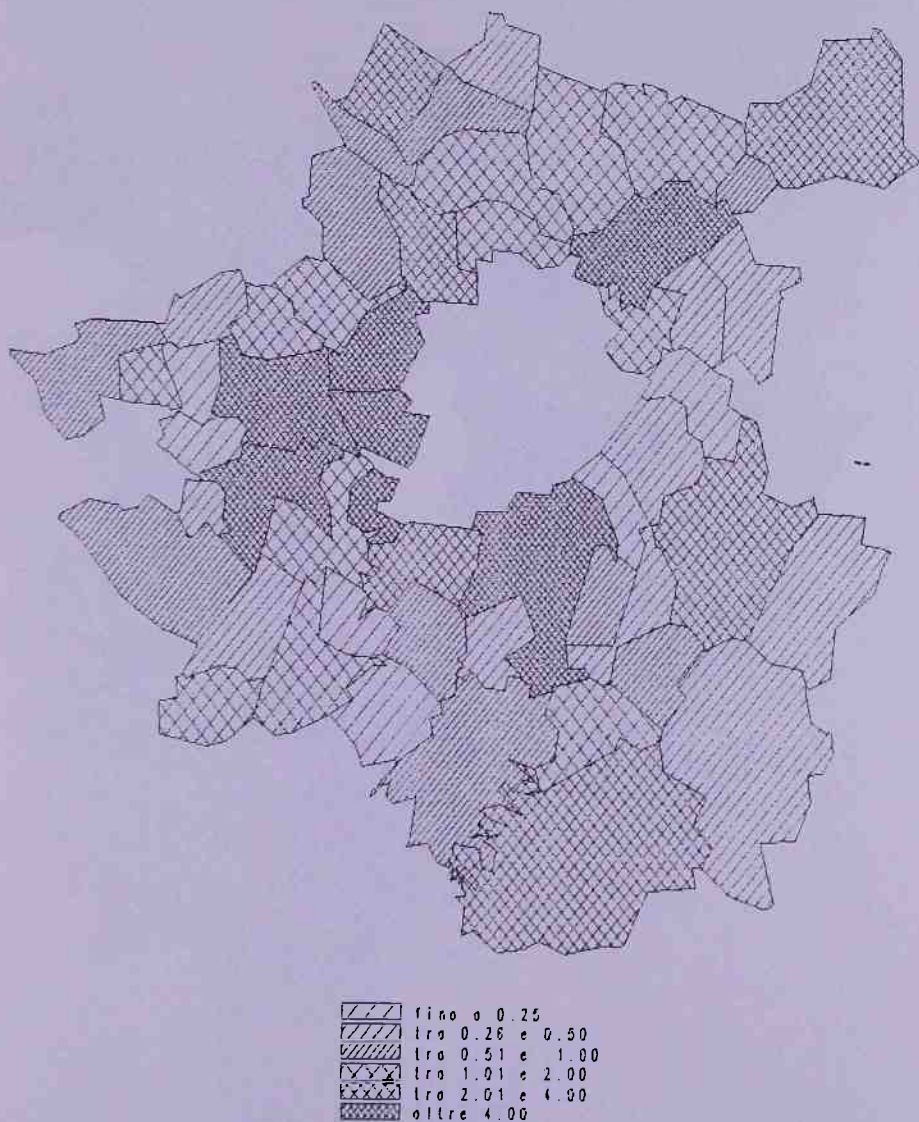 fino a 0.25
tra 0.26 e 0.50
tra 0.51 e 1.00
tra 1.01 e 2.00
tra 2.01 e 4.00
oltre 4.00